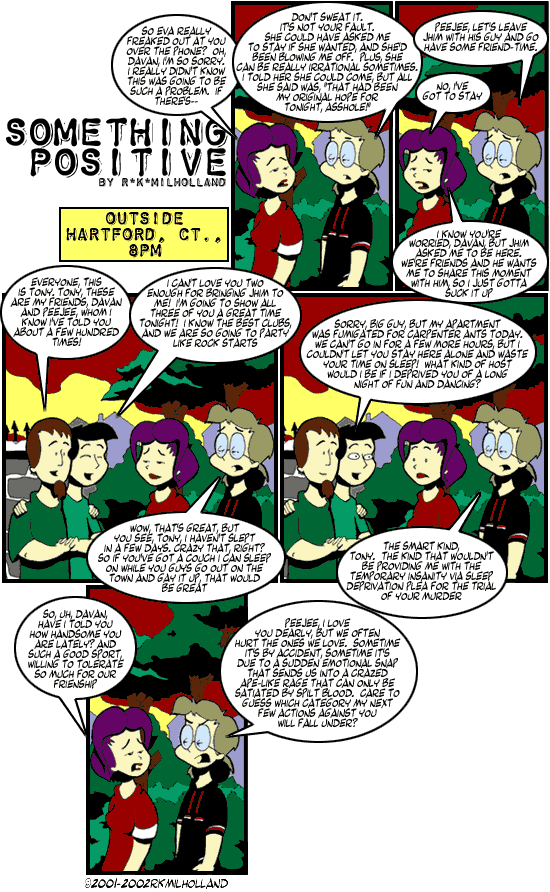 SOMETHING
POSITIVE
BY R*K*MILHOLLAND
OUTSIDE
HARTFORD, CT.,
8PM
SO EVA REALLY
FREAKED OUT AT YOU
OVER THE PHONE? OH,
DAVAN, I'M SO SORRY.
I REALLY DIDN'T KNOW
THIS WAS GOING TO BE
SUCH A PROBLEM. IF
THERE'S--
DON'T SWEAT IT.
IT'S NOT YOUR FAULT.
SHE COULD HAVE ASKED ME
TO STAY IF SHE WANTED, AND SHE'D
BEEN BLOWING ME OFF. PLUS, SHE
CAN BE REALLY IRRATIONAL SOMETIMES.
I TOLD HER SHE COULD COME, BUT ALL
SHE SAID WAS, "THAT HAD BEEN
MY ORIGINAL HOPE FOR
TONIGHT, ASSHOLE!"
PEEJEE, LET'S LEAVE
JHIM WITH HIS GUY AND GO
HAVE SOME FRIEND-TIME.
NO, I'VE
GOT TO STAY
I KNOW YOU'RE
WORRIED, DAVAN, BUT JHIM
ASKED ME TO BE HERE.
WE'RE FRIENDS AND HE WANTS
ME TO SHARE THIS MOMENT
WITH HIM, SO I JUST GOTTA
SUCK IT UP
EVERYONE, THIS
IS TONY. TONY, THESE
ARE MY FRIENDS, DAVAN
AND PEEJEE, WHOM I
KNOW I'VE TOLD YOU
ABOUT A FEW HUNDRED
TIMES!
I CAN'T LOVE YOU TWO
ENOUGH FOR BRINGING JHIM TO
ME! I'M GOING TO SHOW ALL
THREE OF YOU A GREAT TIME
TONIGHT! I KNOW THE BEST CLUBS,
AND WE ARE SO GOING TO PARTY
LIKE ROCK STARTS
WOW, THAT'S GREAT, BUT
YOU SEE, TONY, I HAVEN'T SLEPT
IN A FEW DAYS. CRAZY THAT, RIGHT?
SO IF YOU'VE GOT A COUCH I CAN SLEEP
ON WHILE YOU GUYS GO OUT ON THE
TOWN AND GAY IT UP, THAT WOULD
BE GREAT
SORRY, BIG GUY, BUT MY APARTMENT
WAS FUMIGATED FOR CARPENTER ANTS TODAY.
WE CAN'T GO IN FOR A FEW MORE HOURS, BUT I
COULDN'T LET YOU STAY HERE ALONE AND WASTE
YOUR TIME ON SLEEP! WHAT KIND OF HOST
WOULD I BE IF I DEPRIVED YOU OF A LONG
NIGHT OF FUN AND DANCING?
THE SMART KIND,
TONY. THE KIND THAT WOULDN'T
BE PROVIDING ME WITH THE
TEMPORARY INSANITY VIA SLEEP
DEPRIVATION PLEA FOR THE TRIAL
OF YOUR MURDER
SO, UH, DAVAN,
HAVE I TOLD YOU
HOW HANDSOME YOU
ARE LATELY? AND
SUCH A GOOD SPORT,
WILLING TO TOLERATE
SO MUCH FOR OUR
FRIENSHIP
PEEJEE, I LOVE
YOU DEARLY, BUT WE OFTEN
HURT THE ONES WE LOVE. SOMETIME
IT'S BY ACCIDENT, SOMETIME IT'S
DUE TO A SUDDEN EMOTIONAL SNAP
THAT SENDS US INTO A CRAZED
APE-LIKE RAGE THAT CAN ONLY BE
SATIATED BY SPILT BLOOD. CARE TO
GUESS WHICH CATEGORY MY NEXT
FEW ACTIONS AGAINST YOU
WILL FALL UNDER?
©2001-2002RKMILHOLLAND